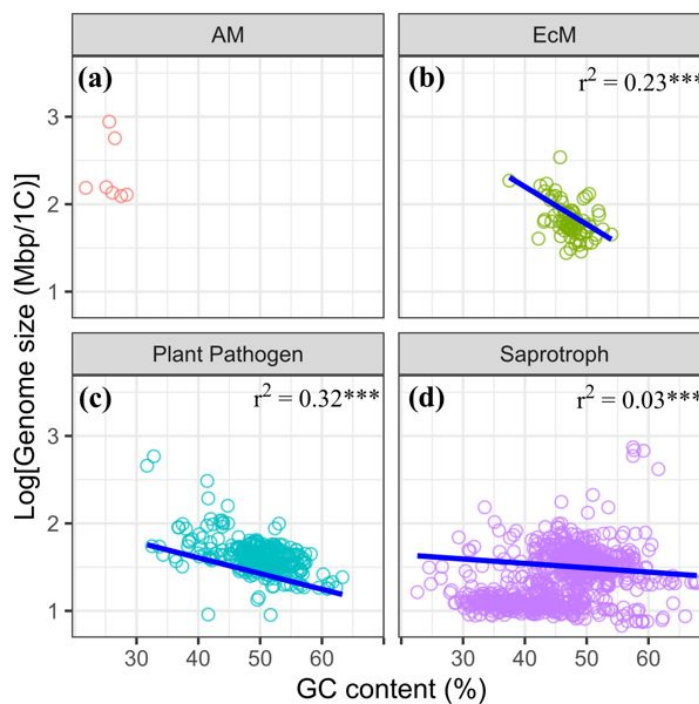 AM
EcM
(a)
(b)
r² = 0.23***
3
2
1
Log[Genome size (Mbp/1C)]
Plant Pathogen
Saprotroph
(c)
r² = 0.32***
(d)
r² = 0.03***
3
2
1
30 40 50 60
30 40 50 60
GC content (%)